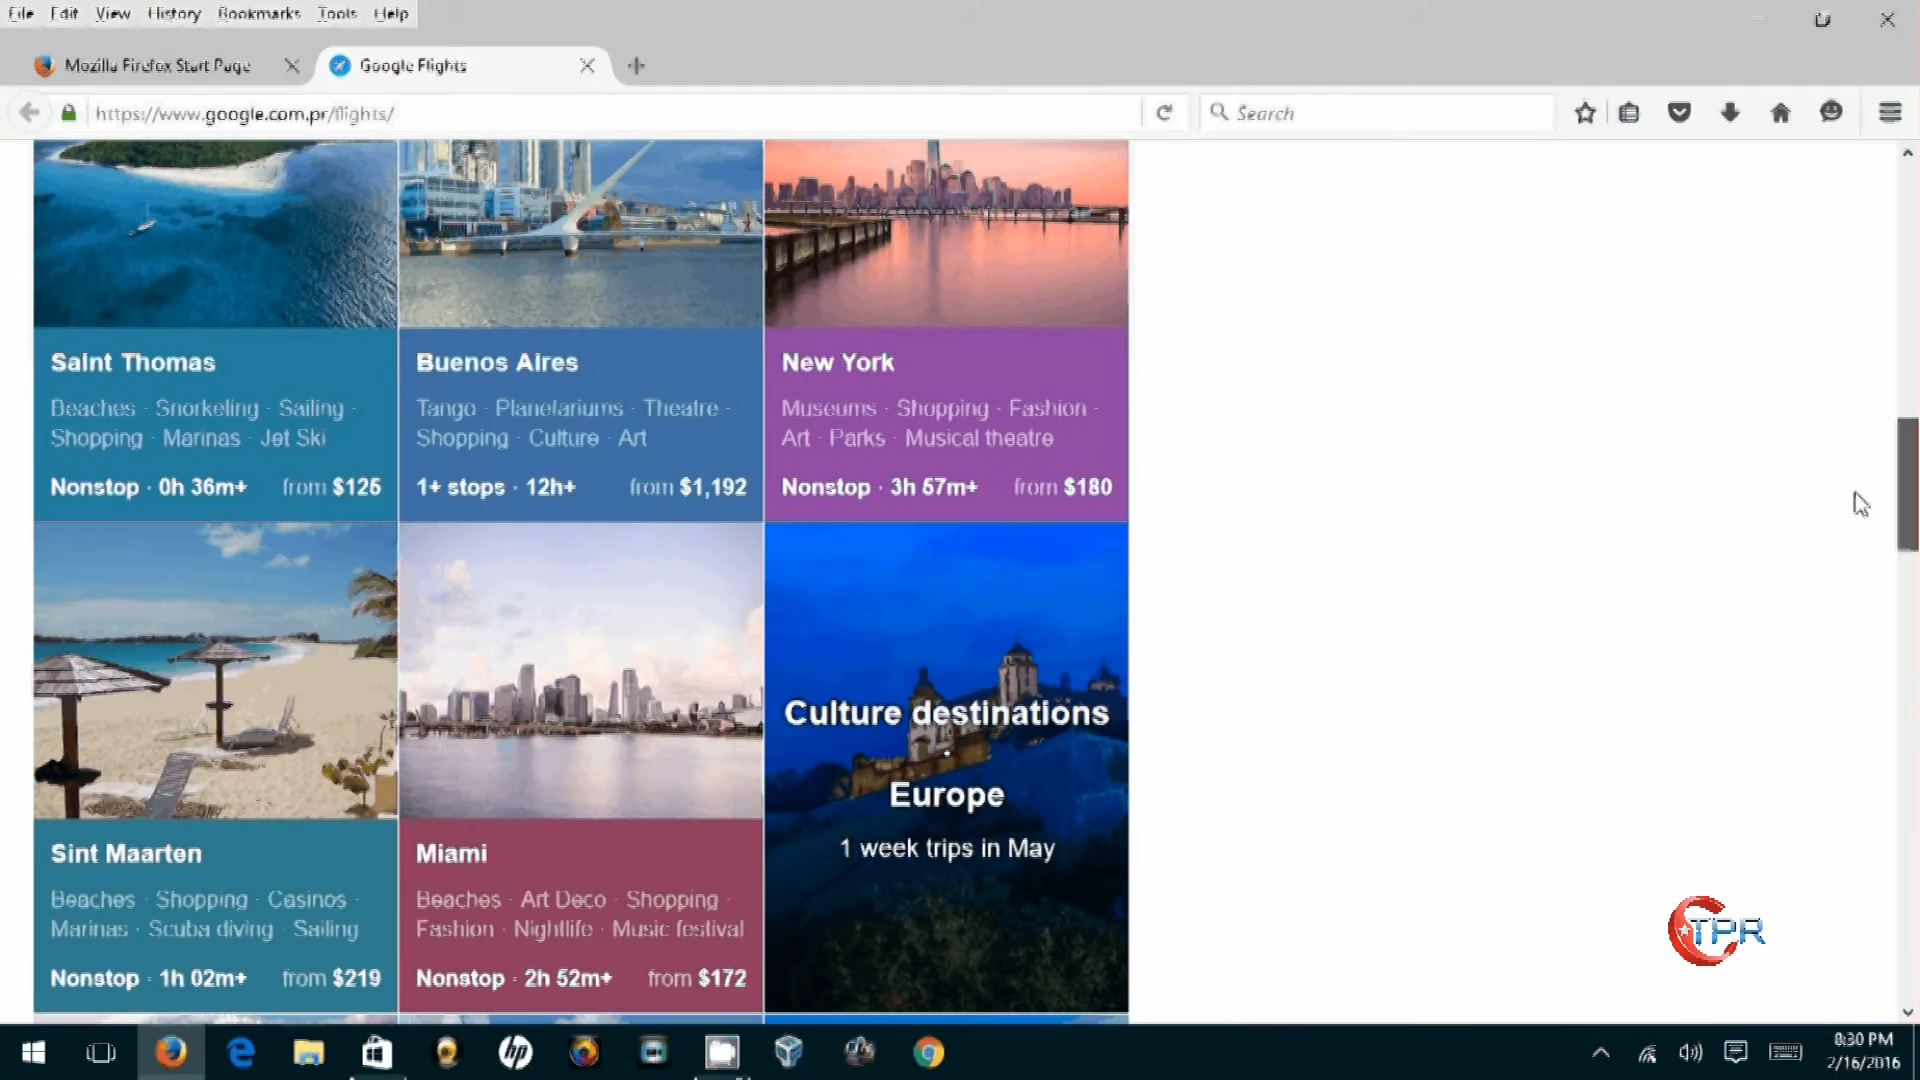 File Edit View History Bookmarks Tools Help
Mozilla Firefox Start Page
Google Flights
https://www.google.com.pr/flights/
Search
Saint Thomas
Beaches · Snorkeling · Sailing ·
Shopping · Marinas · Jet Ski
Nonstop · 0h 36m+ from $125
Buenos Aires
Tango · Planetariums · Theatre ·
Shopping · Culture · Art
1+ stops · 12h+ from $1,192
New York
Museums · Shopping · Fashion ·
Art · Parks · Musical theatre
Nonstop · 3h 57m+ from $180
Sint Maarten
Beaches · Shopping · Casinos ·
Marinas · Scuba diving · Sailing
Nonstop · 1h 02m+ from $219
Miami
Beaches · Art Deco · Shopping ·
Fashion · Nightlife · Music festival
Nonstop · 2h 52m+ from $172
Culture destinations
·
Europe
1 week trips in May
TPR
hp
8:30 PM
2/16/2016